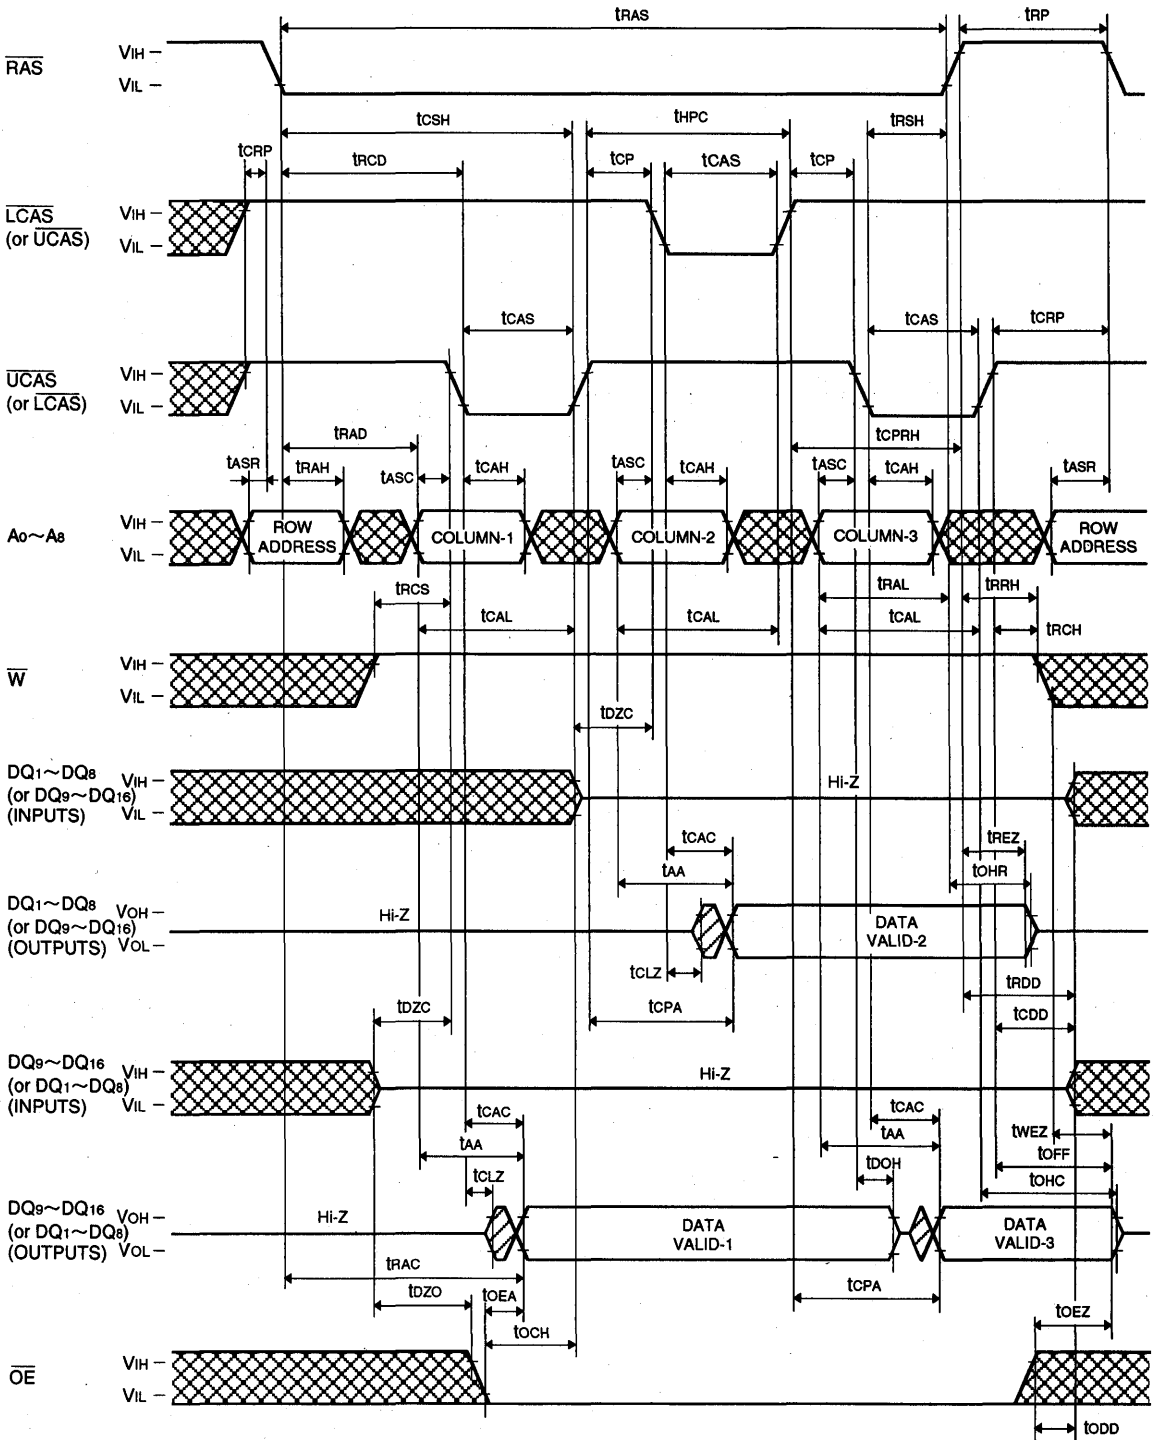 tRAS tRP
RAS VIH
VIL
tCSH tHPC tRSH
tCRP tRCD tCP tCAS tCP
LCAS
(or UCAS) VIH
VIL
tCAS tCAS tCRP
UCAS
(or LCAS) VIH
VIL
tRAD tCPRH
tASR tRAH tASC tCAH tASC tCAH tASC tCAH tASR
A0~A8 VIH
VIL
ROW
ADDRESS
COLUMN-1 COLUMN-2 COLUMN-3
ROW
ADDRESS
tRCS tRAL tRRH
tCAL tCAL tCAL tRCH
W VIH
VIL
tDZC
DQ1~DQ8
(or DQ9~DQ16)
(INPUTS) VIH
VIL
Hi-Z
tCAC tREZ
tAA tOHR
DQ1~DQ8
(or DQ9~DQ16)
(OUTPUTS) VOH
VOL
Hi-Z
DATA
VALID-2
tCLZ tRDD
tDZC tCPA tCDD
DQ9~DQ16
(or DQ1~DQ8)
(INPUTS) VIH
VIL
Hi-Z
tCAC tCAC tWEZ
tAA tAA tOFF
tCLZ tDOH tOHC
DQ9~DQ16
(or DQ1~DQ8)
(OUTPUTS) VOH
VOL
Hi-Z
DATA
VALID-1
DATA
VALID-3
tRAC tCPA
tDZO tOEA tOEZ
tOCH
OE VIH
VIL
tODD